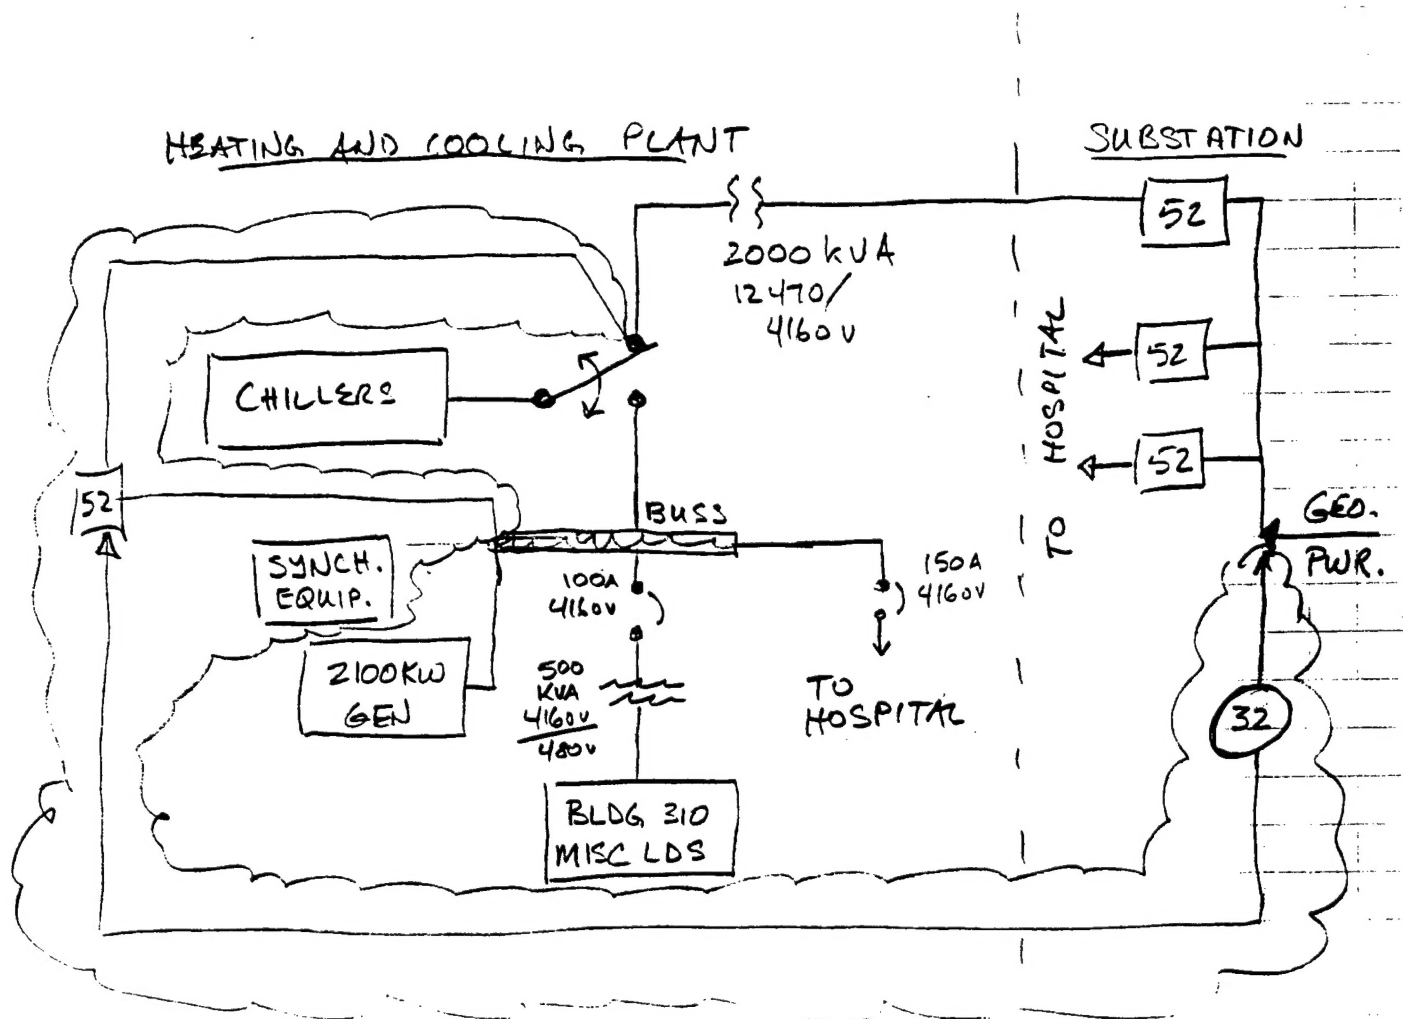 HEATING AND COOLING PLANT
SUBSTATION
52
2000 KVA
12470/
4160V
TO HOSPITAL
52
CHILLERS
52
52
BUSS
GEO.
PWR.
SYNCH.
EQUIP.
100A
4160V
150A
4160V
2100KW
GEN
500
KVA
4160V
480V
TO
HOSPITAL
32
BLDG 310
MISC LDS